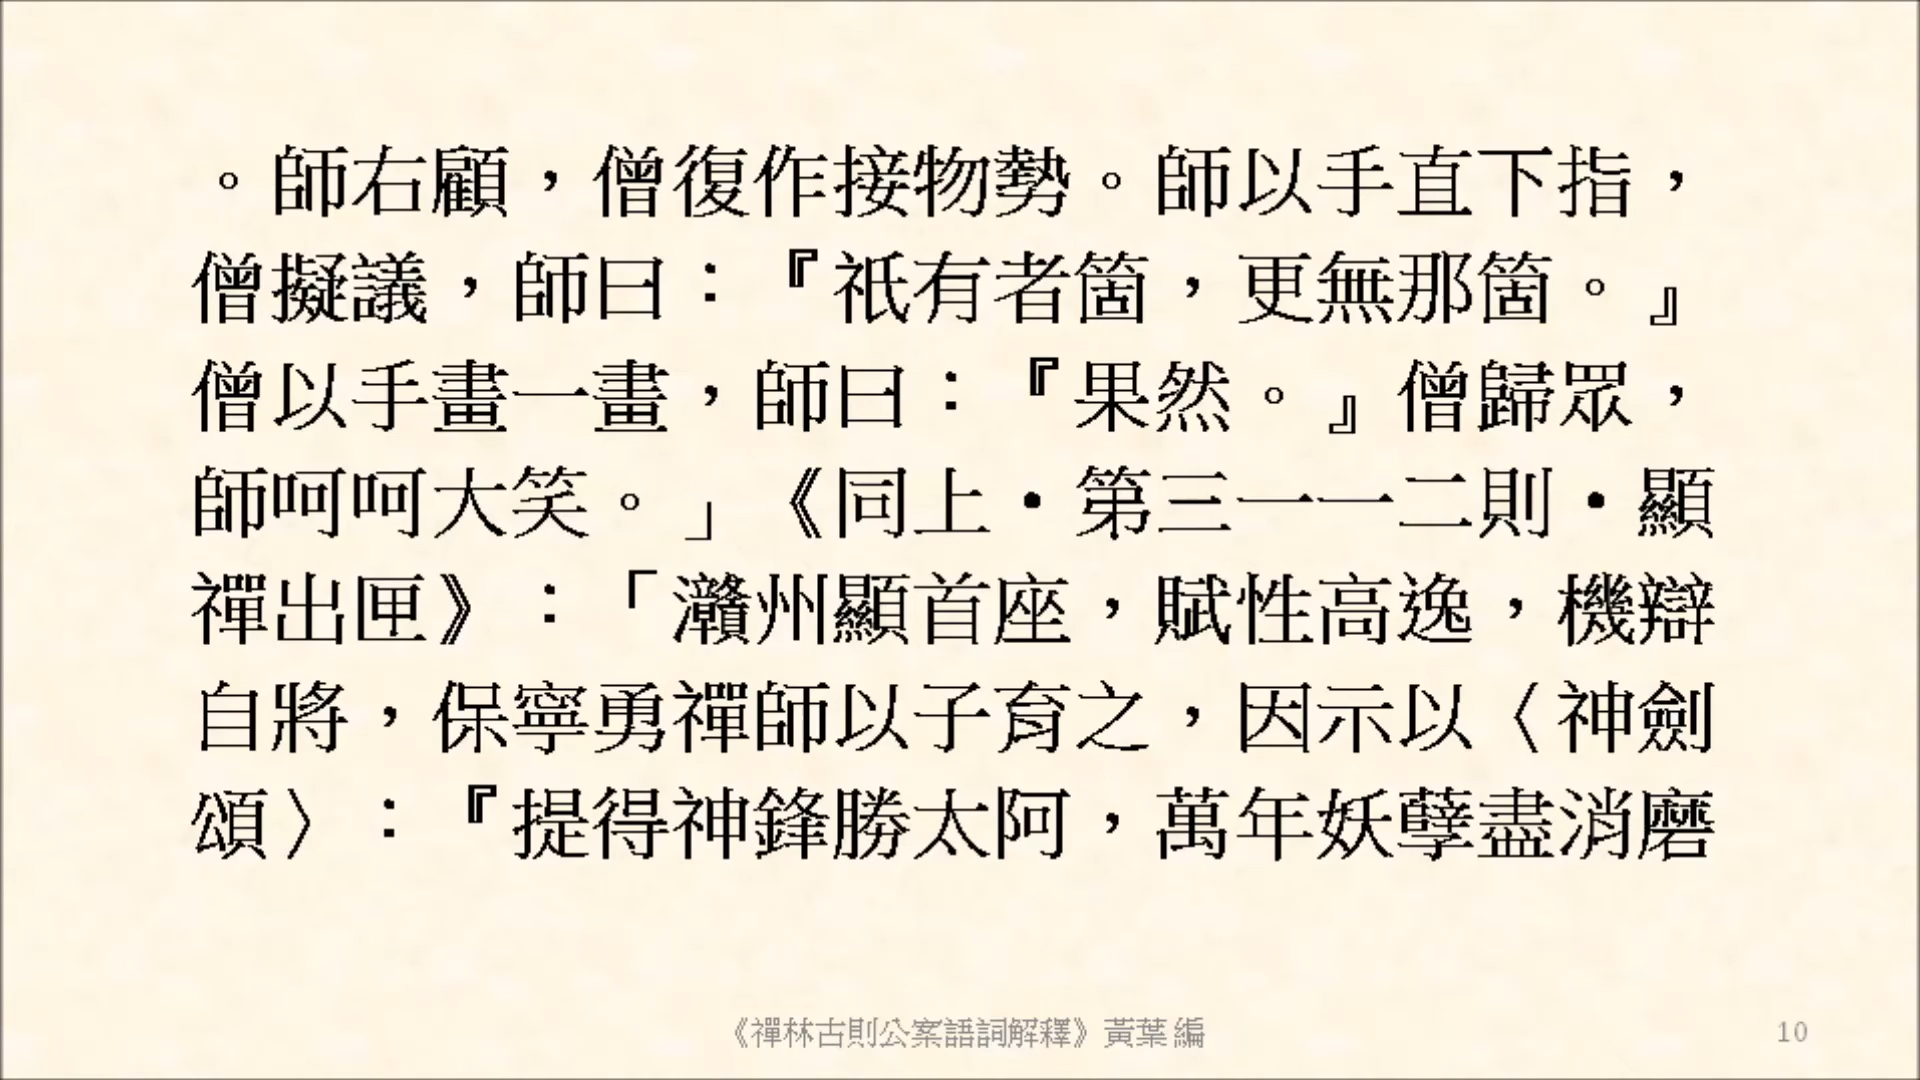 。師右顧，僧復作接物勢。師以手直下指，
僧擬議，師曰：『祇有者箇，更無那箇。』
僧以手畫一畫，師曰：『果然。』僧歸眾，
師呵呵大笑。」《同上•第三一一二則•顯
禪出匣》：「灨州顯首座，賦性高逸，機辯
自將，保寧勇禪師以子育之，因示以〈神劍
頌〉：『提得神鋒勝太阿，萬年妖孽盡消磨
《禪林古則公案語詞解釋》黃葉 編
10